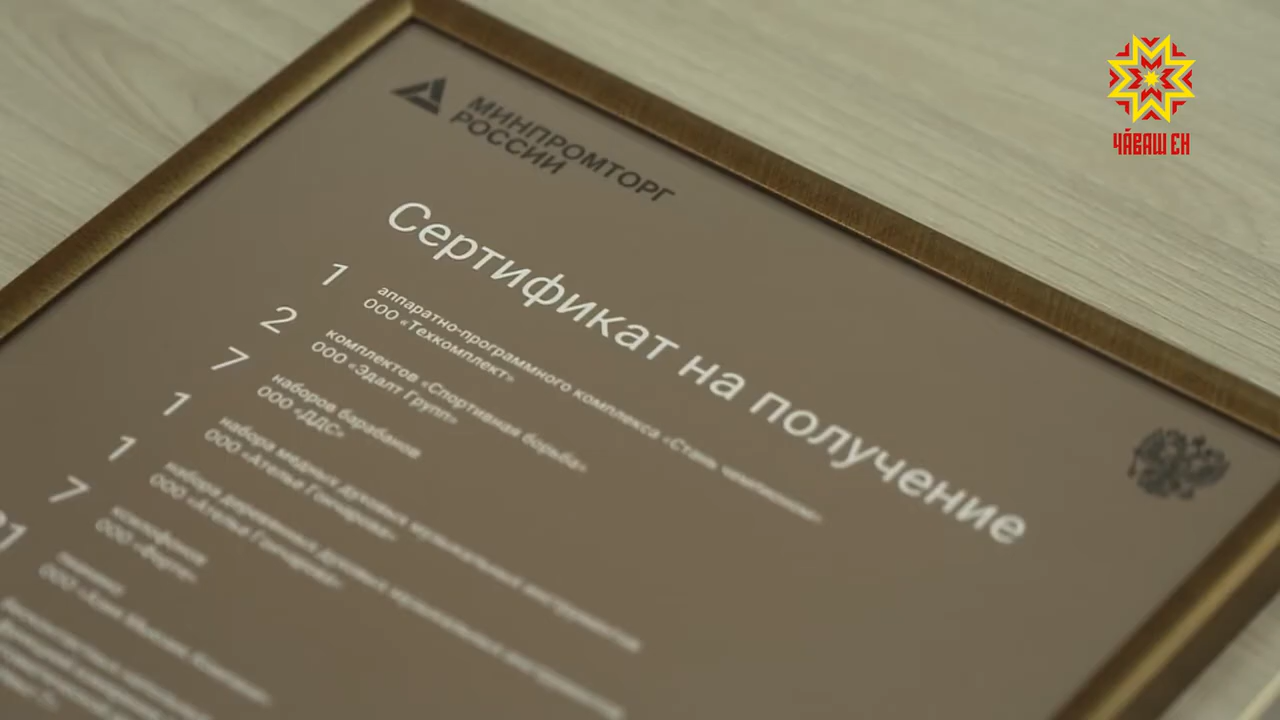 ЧĂВАШ ЕН
МИНПРОМТОРГ
РОССИИ
Сертификат на получение
1 аппаратно-программного комплекса «Стань чемпионом»
ООО «Техкомплект»
2 комплектов «Спортивная борьба»
ООО «Эдалт Групп»
7 наборов барабанов
ООО «ДДС»
1 набора медных духовых музыкальных инструментов
ООО «Ателье Гончарова»
1 набора деревянных духовых музыкальных инструментов
ООО «Ателье Гончарова»
7 ксилофонов
ООО «Форте»
ООО